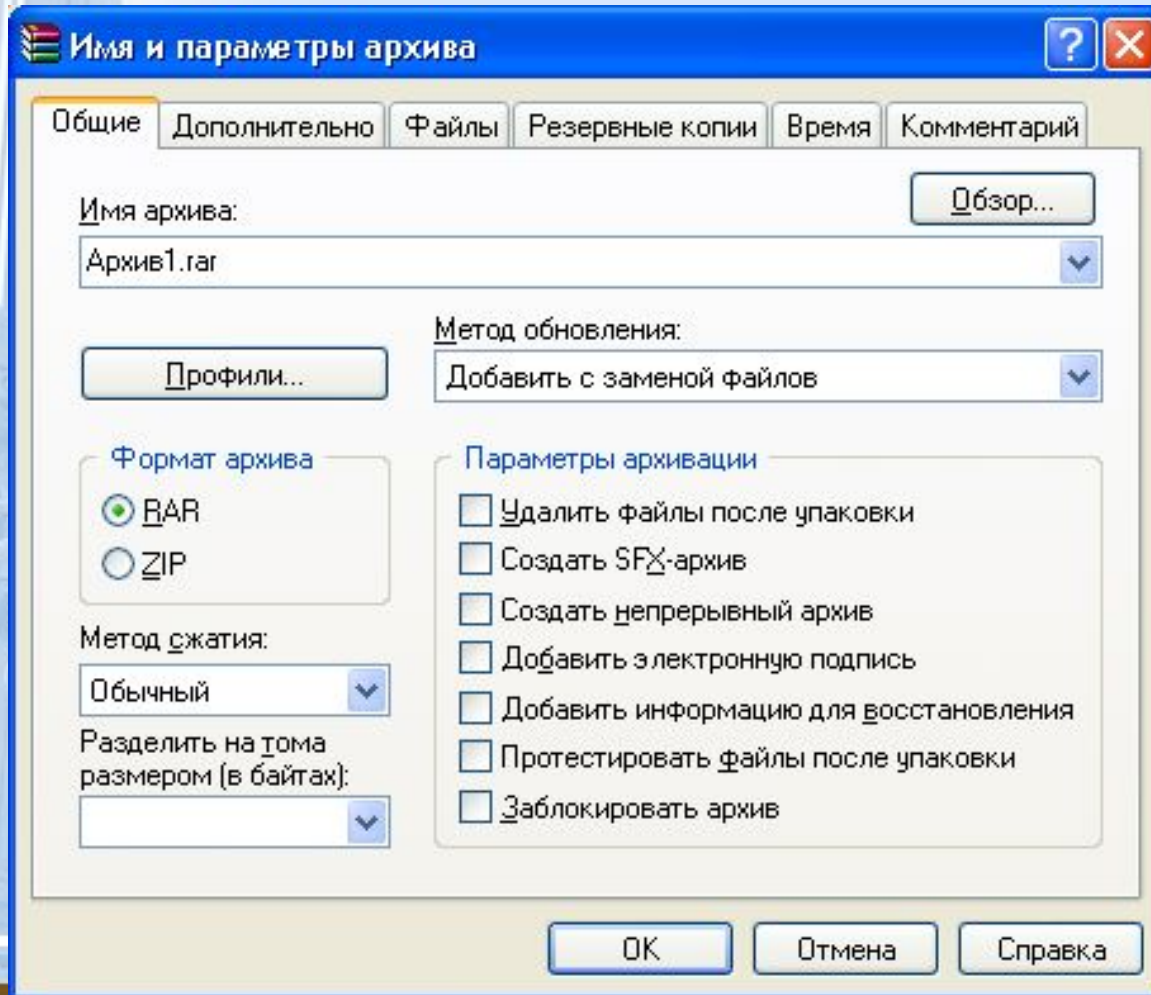 Имя и параметры архива
Общие Дополнительно Файлы Резервные копии Время Комментарий
Имя архива:
Обзор...
Архив1.rar
Метод обновления:
Профили...
Добавить с заменой файлов
Формат архива
RAR
ZIP
Метод сжатия:
Обычный
Разделить на тома
размером (в байтах):
Параметры архивации
Удалить файлы после упаковки
Создать SFX-архив
Создать непрерывный архив
Добавить электронную подпись
Добавить информацию для восстановления
Протестировать файлы после упаковки
Заблокировать архив
OK Отмена Справка